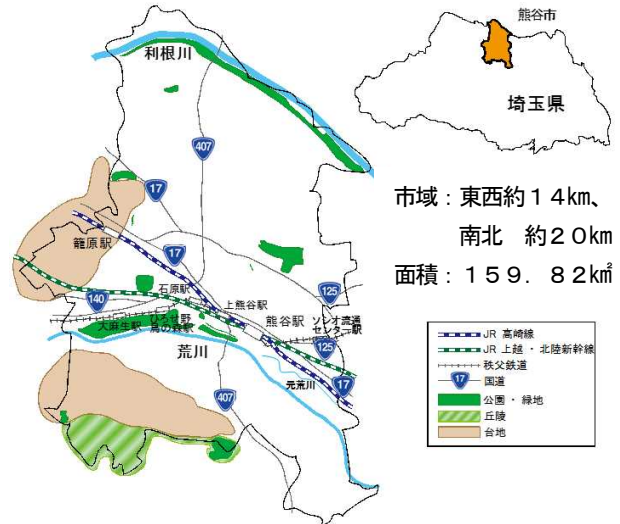 熊谷市
埼玉県
利根川
407
17
籠原駅
17
石原駅
上熊谷駅
125
140
大麻生駅
ひろせ野
鳥の森駅
熊谷駅
ソシオ流通
センター駅
125
荒川
元荒川
17
407
市域：東西約１４㎞、
南北　約２０㎞
面積：１５９．８２㎢
JR 高崎線
JR 上越・北陸新幹線
秩父鉄道
17 国道
公園・緑地
丘陵
台地